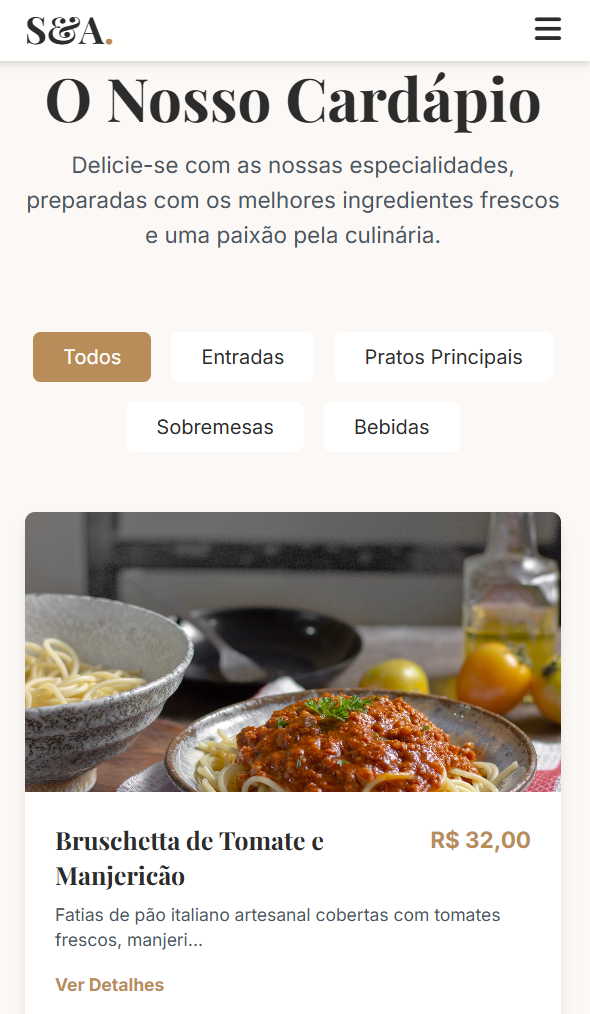 S&A.
O Nosso Cardápio
Delicie-se com as nossas especialidades,
preparadas com os melhores ingredientes frescos
e uma paixão pela culinária.
Todos
Entradas
Pratos Principais
Sobremesas
Bebidas
Bruschetta de Tomate e
Manjericão
R$ 32,00
Fatias de pão italiano artesanal cobertas com tomates
frescos, manjeri...
Ver Detalhes